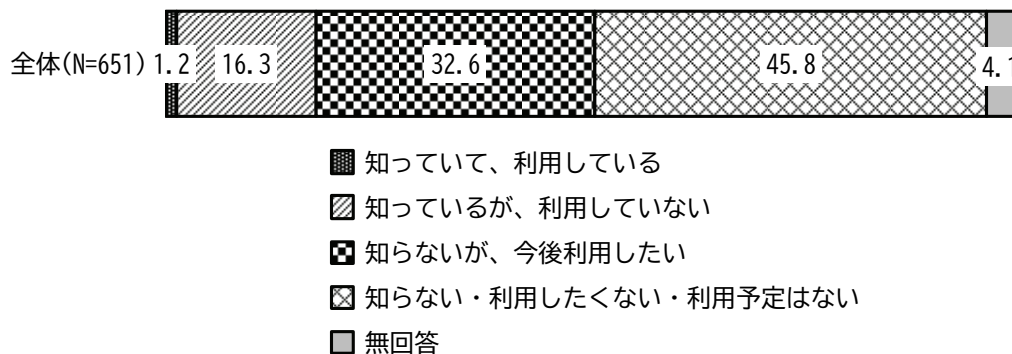 全体(N=651) 1.2 16.3 32.6 45.8 4.1
知っていて、利用している
知っているが、利用していない
知らないが、今後利用したい
知らない・利用したくない・利用予定はない
無回答